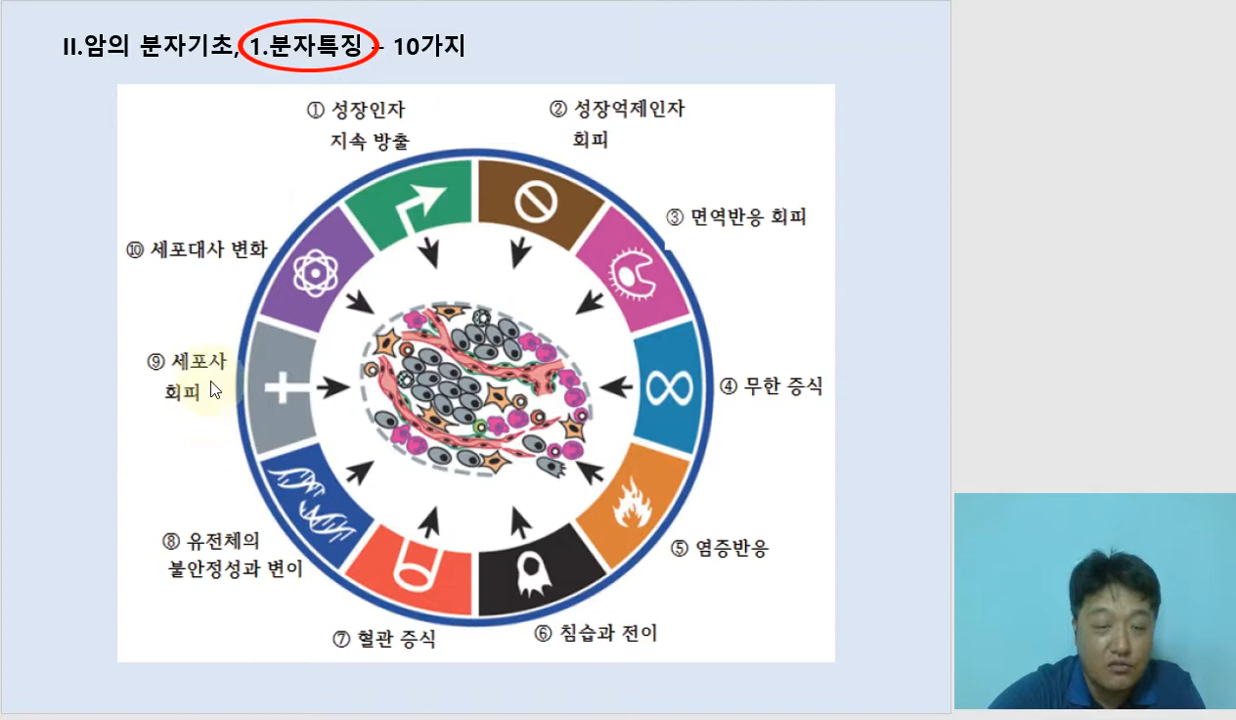 II.암의 분자기초, 1.분자특징 - 10가지
① 성장인자
지속 방출
② 성장억제인자
회피
③ 면역반응 회피
④ 무한 증식
⑤ 염증반응
⑥ 침습과 전이
⑦ 혈관 증식
⑧ 유전체의
불안정성과 변이
⑨ 세포사
회피
⑩ 세포대사 변화